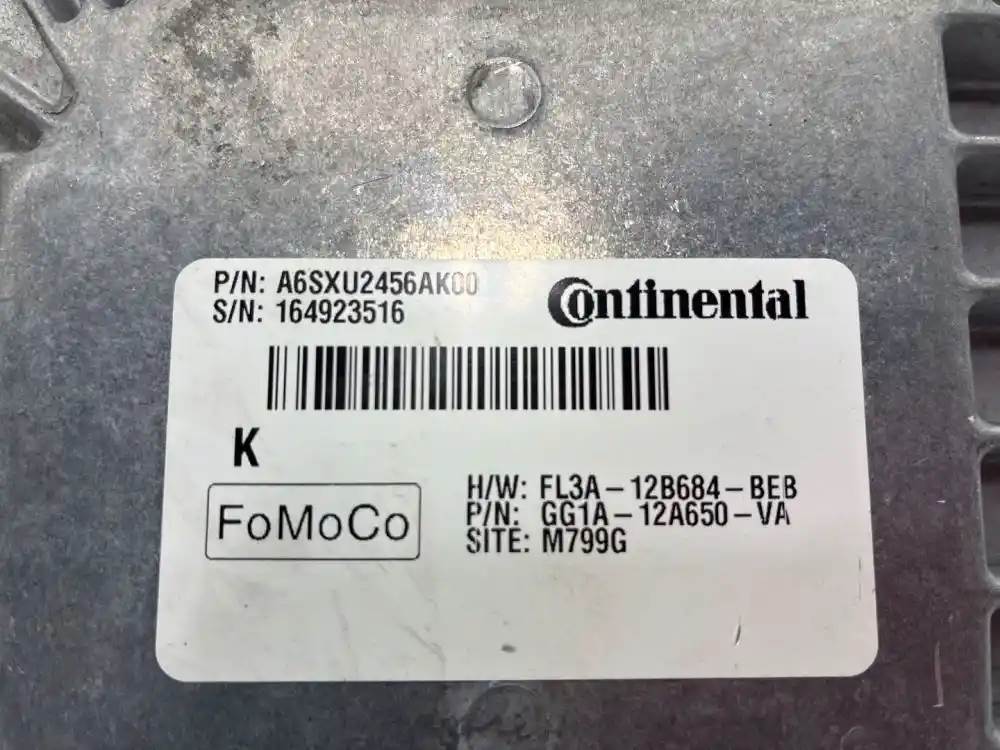 P/N: A6SXU2456AK00
S/N: 164923516
Continental
K
FoMoCo
H/W: FL3A-12B684-BEB
P/N: GG1A-12A650-VA
SITE: M799G